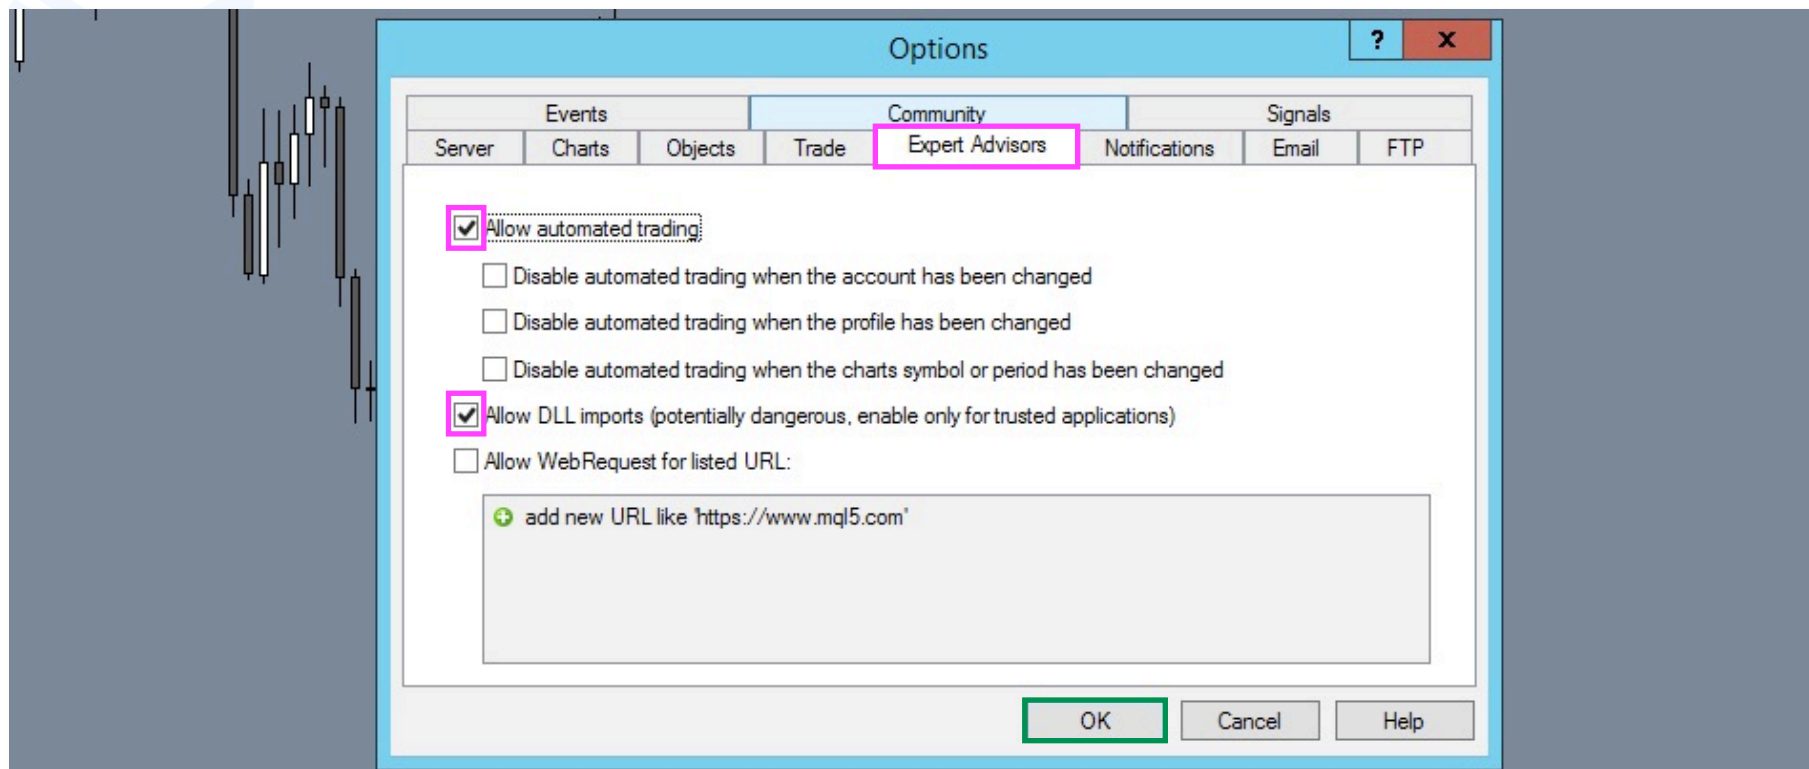 Options
?
x
Events
Community
Signals
Server
Charts
Objects
Trade
Expert Advisors
Notifications
Email
FTP
Allow automated trading
Disable automated trading when the account has been changed
Disable automated trading when the profile has been changed
Disable automated trading when the charts symbol or period has been changed
Allow DLL imports (potentially dangerous, enable only for trusted applications)
Allow WebRequest for listed URL:
add new URL like 'https://www.mql5.com'
OK
Cancel
Help